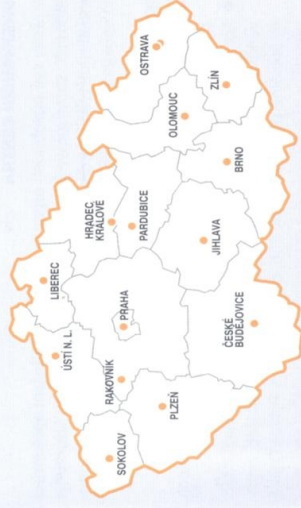 LIBEREC
ÚSTÍ N. L.
HRADEC
KRÁLOVÉ
SOKOLOV
RAKOVNÍK
PRAHA
PARDUBICE
OSTRAVA
OLOMOUC
PLZEŇ
JIHLAVA
ZLÍN
BRNO
ČESKÉ
BUDĚJOVICE